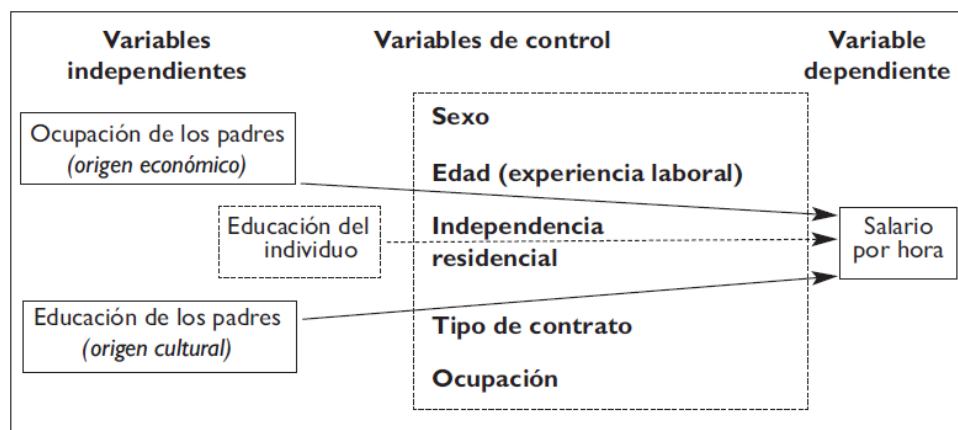 Variables
independientes
Variables de control
Variable
dependiente
Ocupación de los padres
(origen económico)
Educación del
individuo
Educación de los padres
(origen cultural)
Sexo
Edad (experiencia laboral)
Independencia
residencial
Tipo de contrato
Ocupación
Salario
por hora